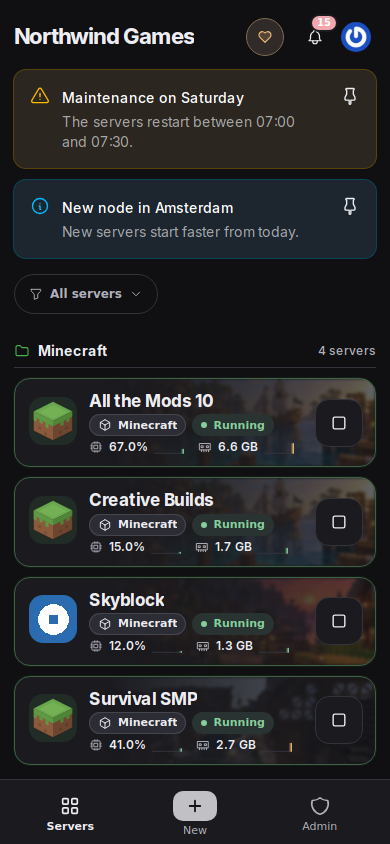 Northwind Games
15
Maintenance on Saturday
The servers restart between 07:00
and 07:30.
New node in Amsterdam
New servers start faster from today.
All servers
Minecraft
4 servers
All the Mods 10
Minecraft
Running
67.0%
6.6 GB
Creative Builds
Minecraft
Running
15.0%
1.7 GB
Skyblock
Minecraft
Running
12.0%
1.3 GB
Survival SMP
Minecraft
Running
41.0%
2.7 GB
Servers
New
Admin